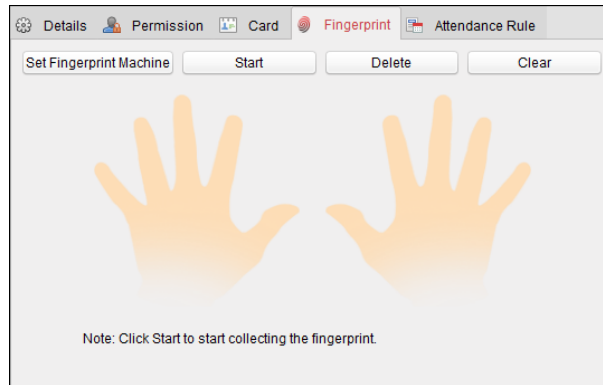 Details Permission Card Fingerprint Attendance Rule
Set Fingerprint Machine Start Delete Clear
Note: Click Start to start collecting the fingerprint.